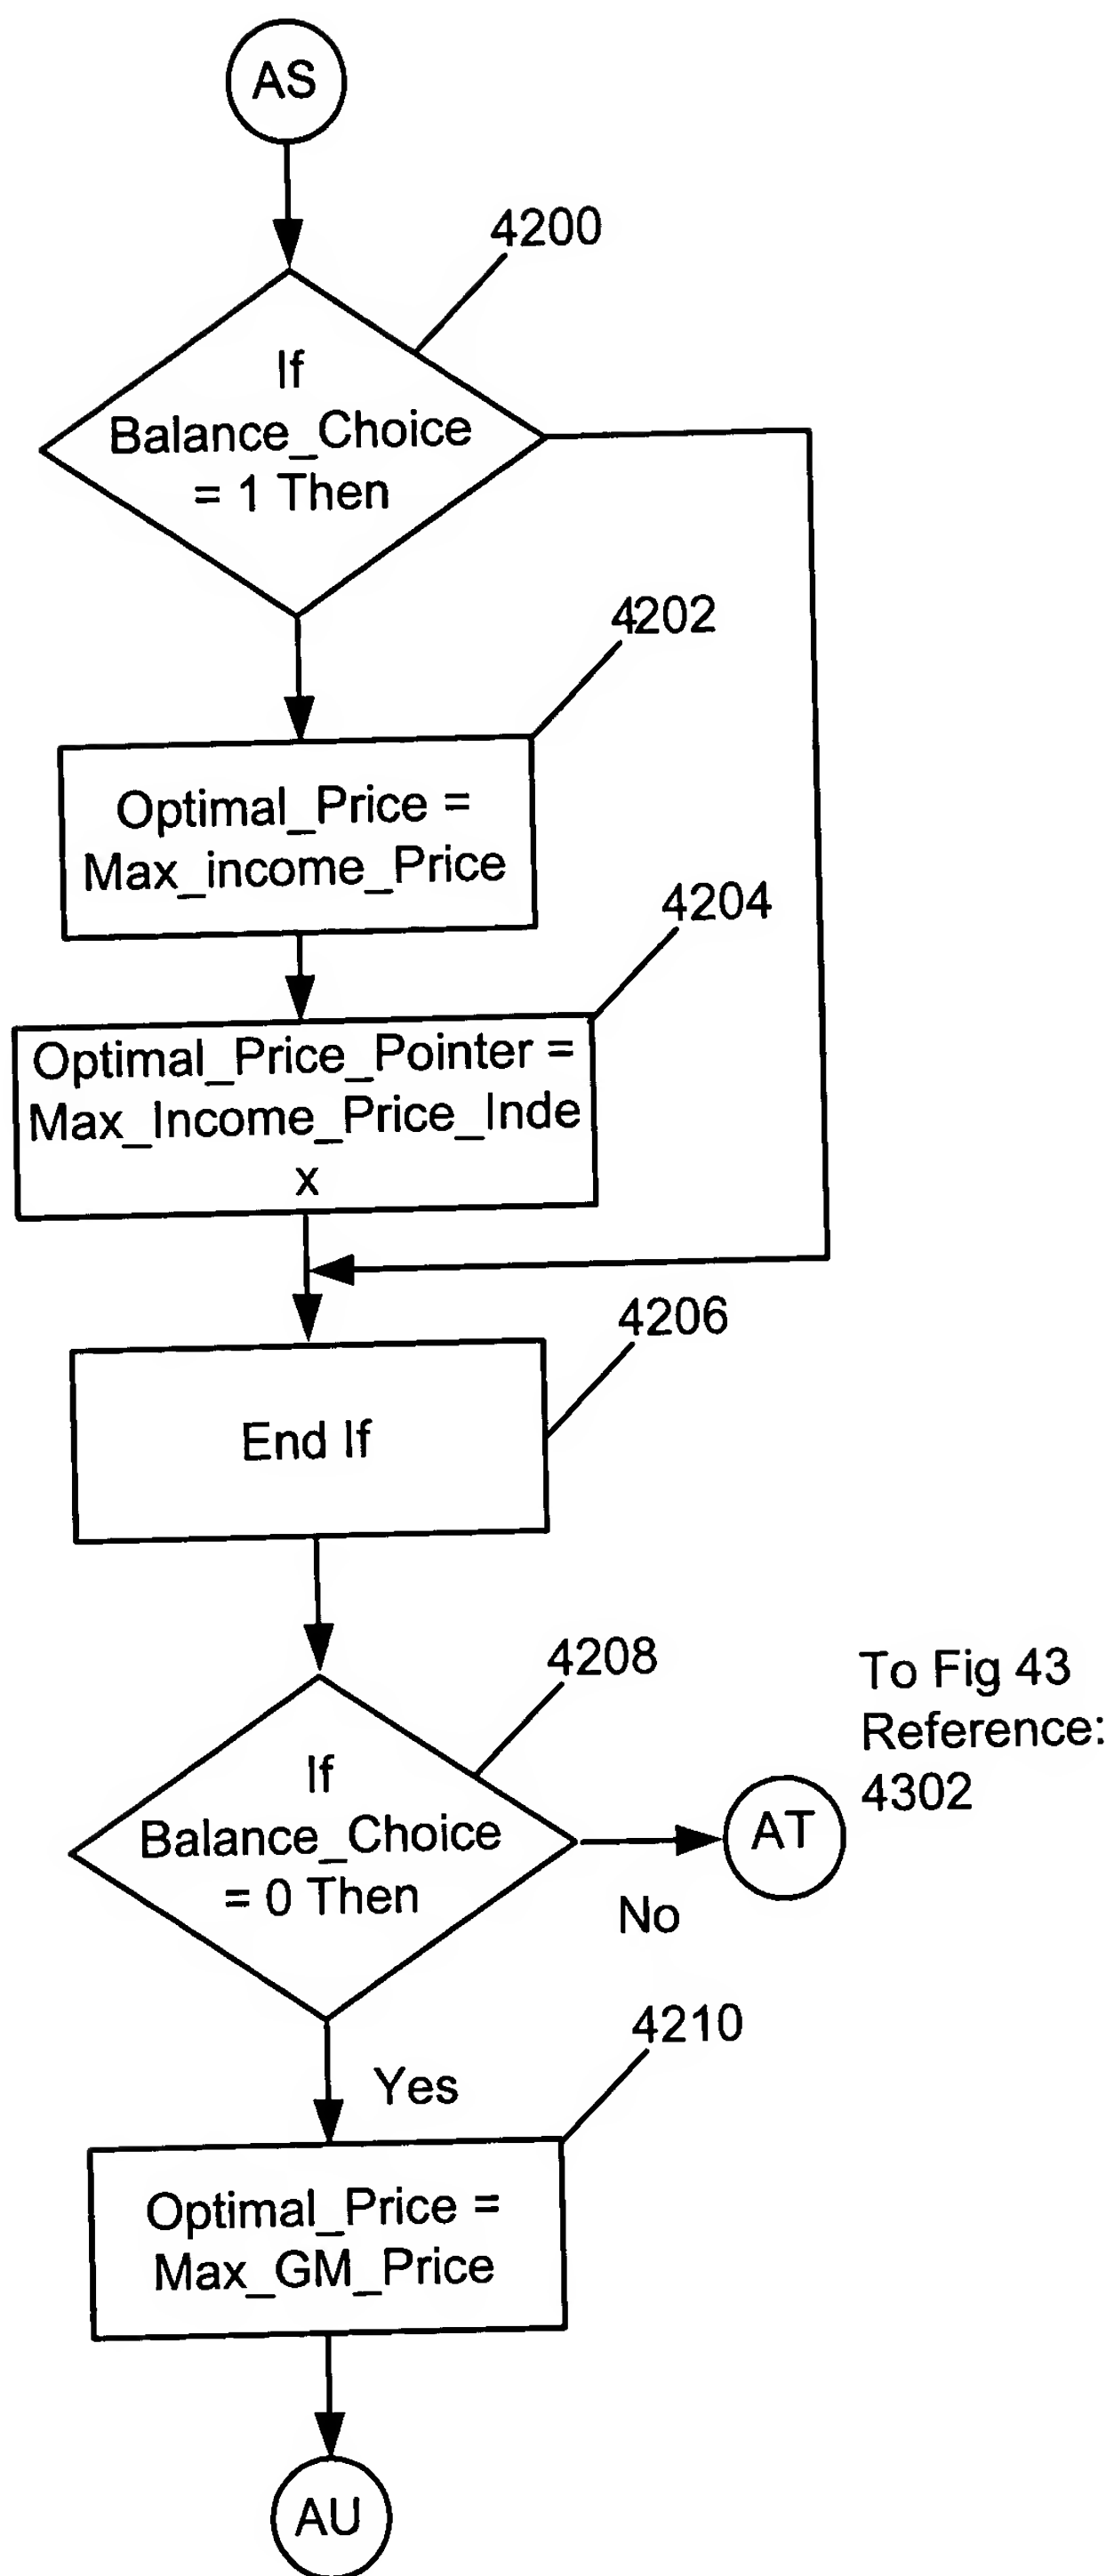 AS
4200
If
Balance_Choice
= 1 Then
4202
Optimal_Price =
Max_income_Price
4204
Optimal_Price_Pointer =
Max_Income_Price_Inde
x
4206
End If
4208
If
Balance_Choice
= 0 Then
To Fig 43
Reference:
4302
AT
No
Yes
4210
Optimal_Price =
Max_GM_Price
AU